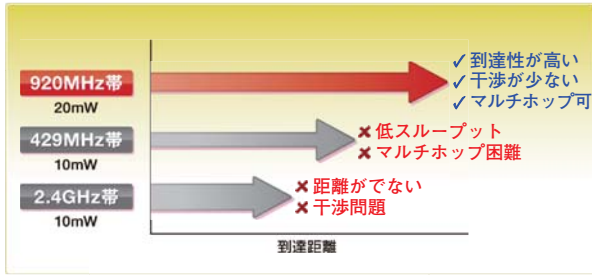 920MHz帯
20mW
✓到達性が高い
✓干渉が少ない
✓マルチホップ可
429MHz帯
10mW
×低スループット
×マルチホップ困難
2.4GHz帯
10mW
×距離がでない
×干渉問題
到達距離